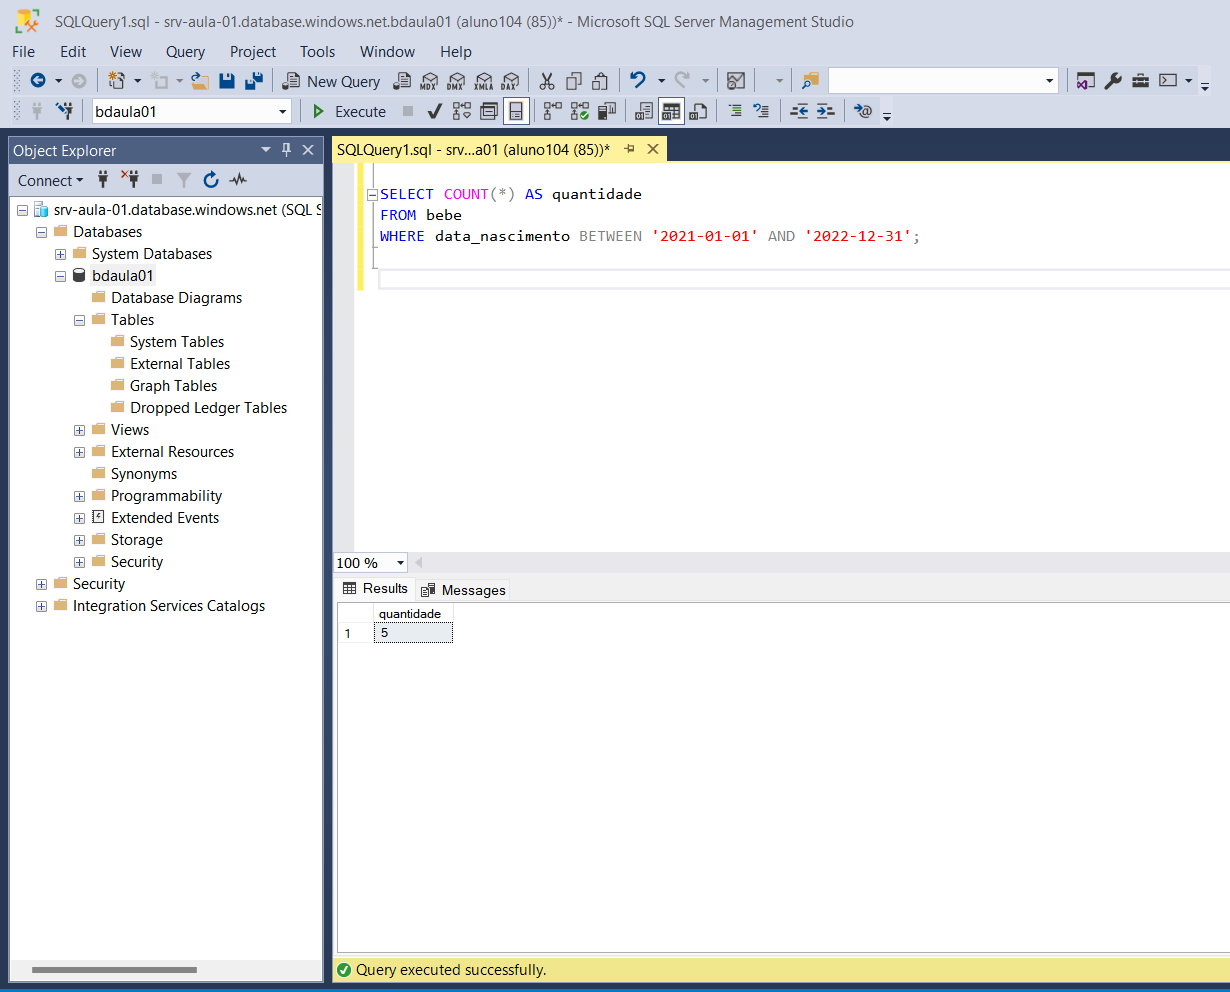 SQLQuery1.sql - srv-aula-01.database.windows.net.bdaula01 (aluno104 (85))* - Microsoft SQL Server Management Studio
File Edit View Query Project Tools Window Help
New Query MDX DMX XMLA DAX
bdaula01 Execute
Object Explorer
Connect
srv-aula-01.database.windows.net (SQL S
Databases
System Databases
bdaula01
Database Diagrams
Tables
System Tables
External Tables
Graph Tables
Dropped Ledger Tables
Views
External Resources
Synonyms
Programmability
Extended Events
Storage
Security
Security
Integration Services Catalogs
SQLQuery1.sql - srv...a01 (aluno104 (85))*
SELECT COUNT(*) AS quantidade
FROM bebe
WHERE data_nascimento BETWEEN '2021-01-01' AND '2022-12-31';
100 %
Results Messages
quantidade
1 5
Query executed successfully.